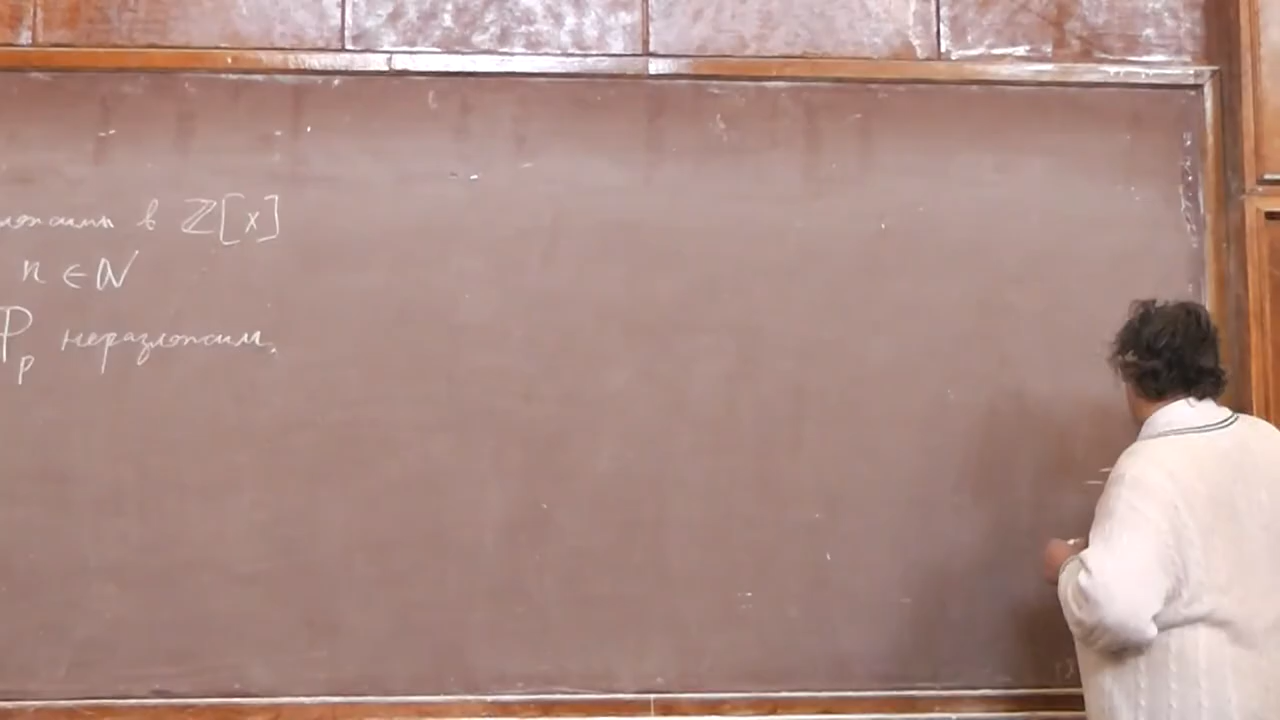 в ℤ[x]
n ∈ ℕ
P_p неразложим.